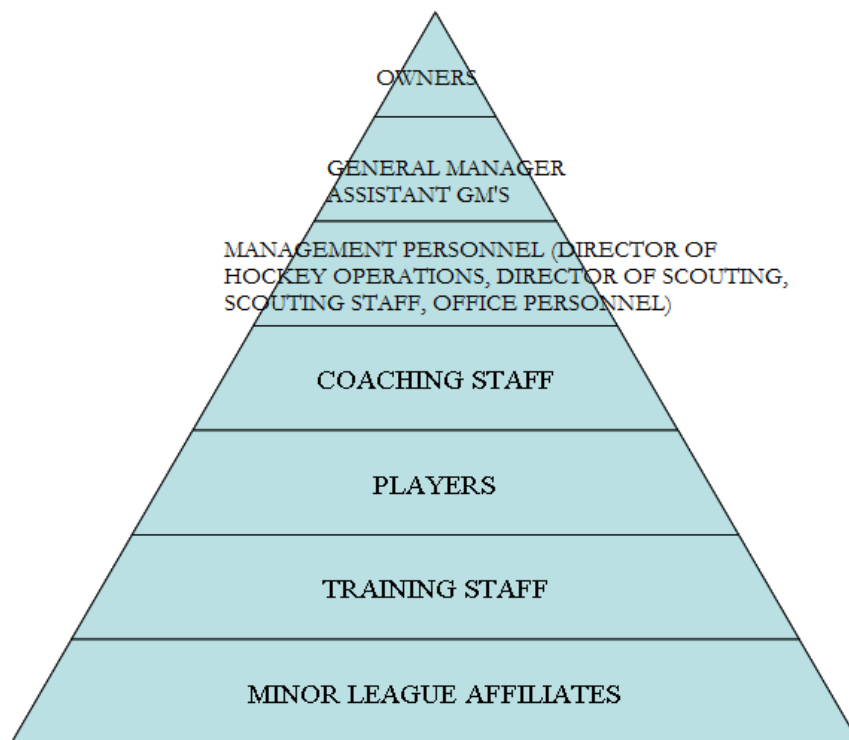 OWNERS
GENERAL MANAGER
ASSISTANT GM'S
MANAGEMENT PERSONNEL (DIRECTOR OF
HOCKEY OPERATIONS, DIRECTOR OF SCOUTING,
SCOUTING STAFF, OFFICE PERSONNEL)
COACHING STAFF
PLAYERS
TRAINING STAFF
MINOR LEAGUE AFFILIATES